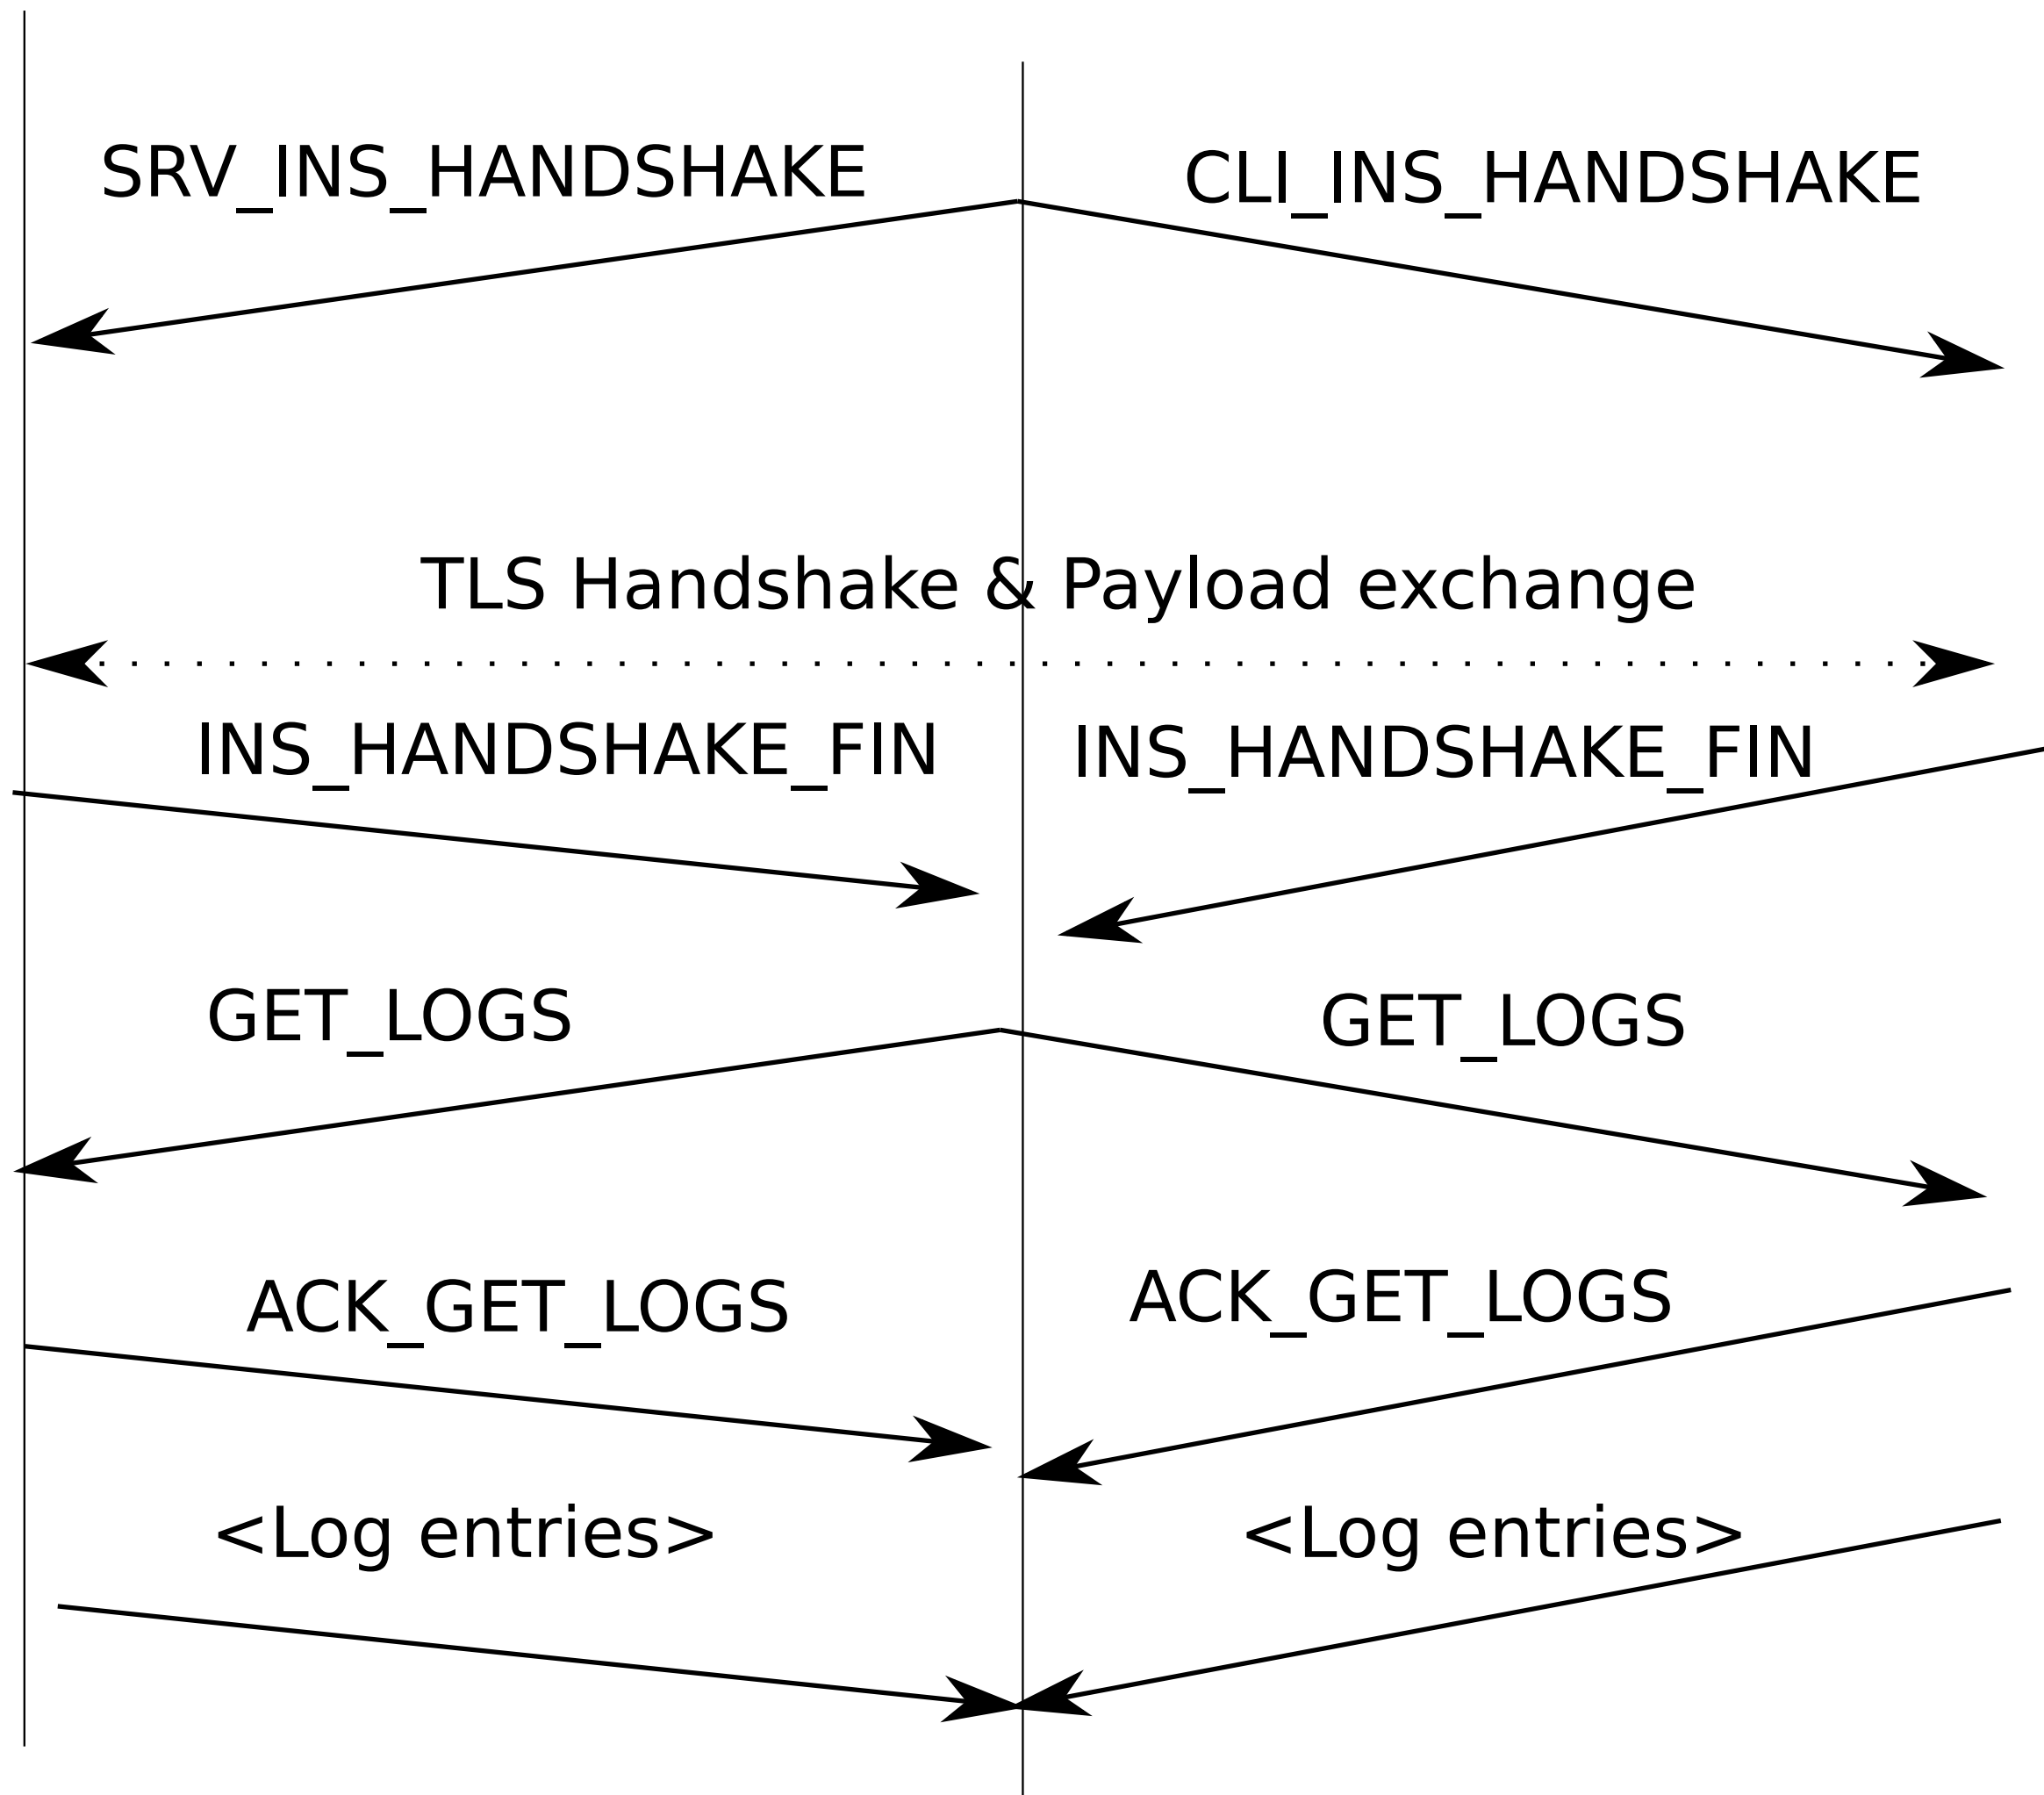 SRV_INS_HANDSHAKE
CLI_INS_HANDSHAKE
TLS Handshake & Payload exchange
INS_HANDSHAKE_FIN
INS_HANDSHAKE_FIN
GET_LOGS
GET_LOGS
ACK_GET_LOGS
ACK_GET_LOGS
<Log entries>
<Log entries>